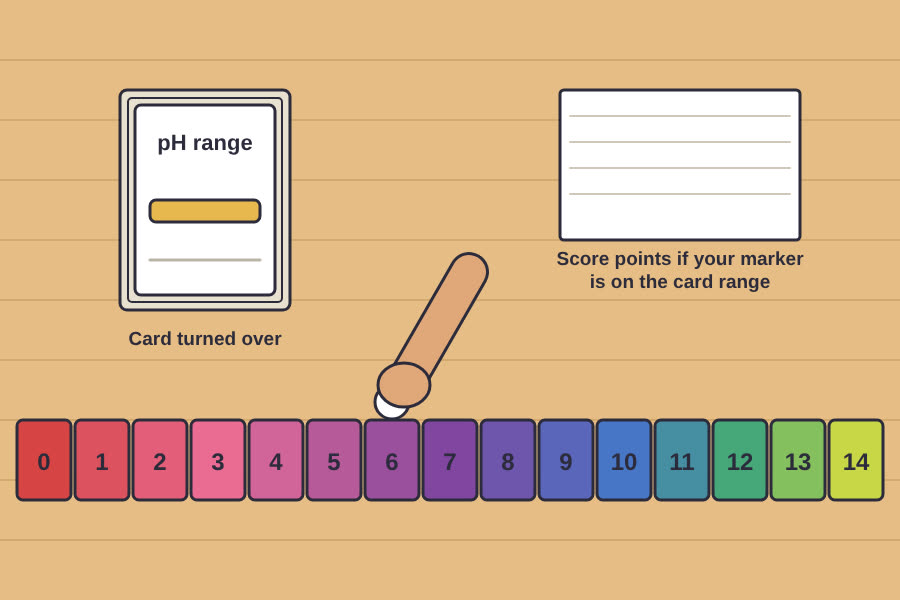 pH range
Card turned over
Score points if your marker
is on the card range
0 1 2 3 4 5 6 7 8 9 10 11 12 13 14